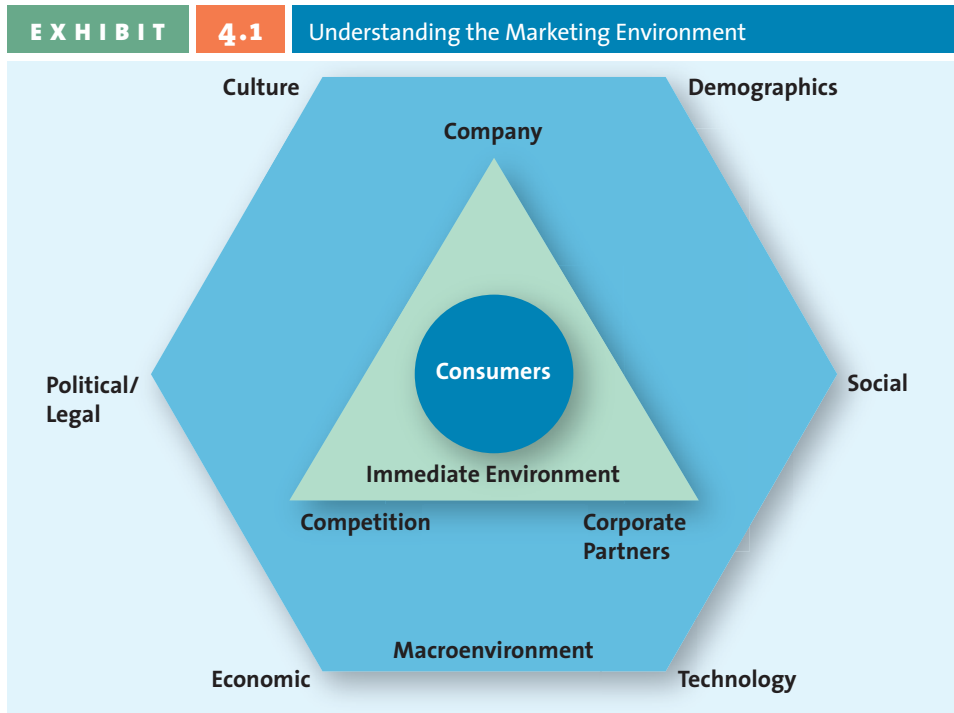 EXHIBIT 4.1 Understanding the Marketing Environment
Culture
Demographics
Company
Consumers
Political/
Legal
Social
Immediate Environment
Competition
Corporate
Partners
Macroenvironment
Economic
Technology